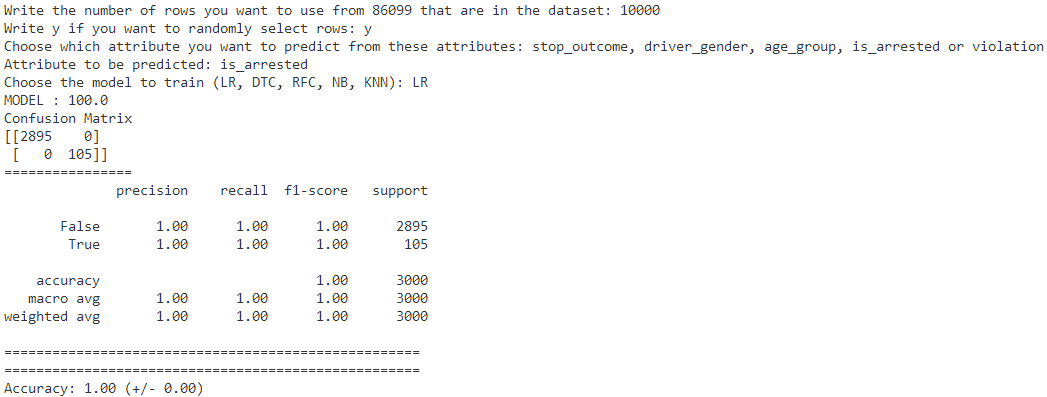 Write the number of rows you want to use from 86099 that are in the dataset: 10000
Write y if you want to randomly select rows: y
Choose which attribute you want to predict from these attributes: stop_outcome, driver_gender, age_group, is_arrested or violation
Attribute to be predicted: is_arrested
Choose the model to train (LR, DTC, RFC, NB, KNN): LR
MODEL : 100.0
Confusion Matrix
[[2895    0]
 [   0  105]]
================
              precision    recall  f1-score   support

       False       1.00      1.00      1.00      2895
        True       1.00      1.00      1.00       105

    accuracy                           1.00      3000
   macro avg       1.00      1.00      1.00      3000
weighted avg       1.00      1.00      1.00      3000

====================================================
====================================================
Accuracy: 1.00 (+/- 0.00)